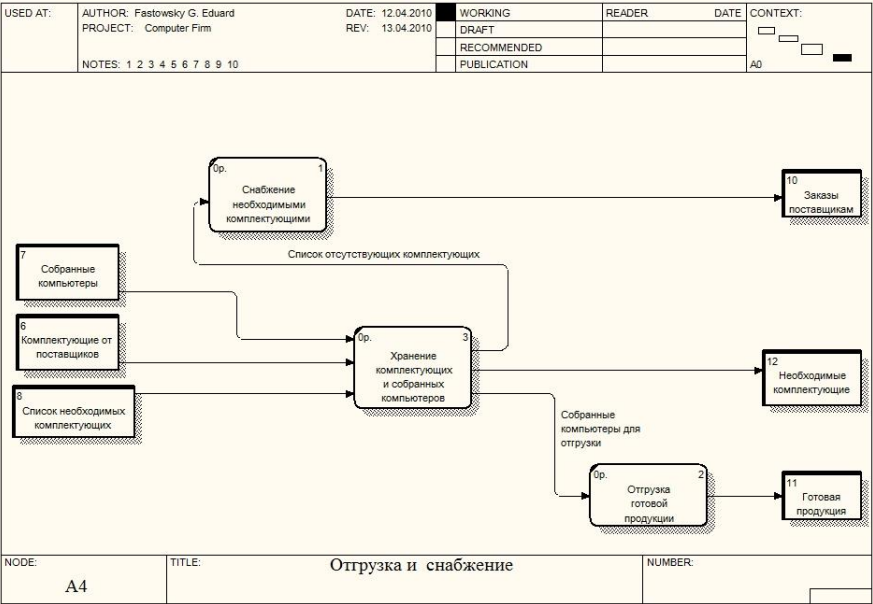 USED AT:
AUTHOR: Fastowsky G. Eduard
DATE: 12.04.2010
WORKING
READER
DATE
CONTEXT:
PROJECT: Computer Firm
REV: 13.04.2010
DRAFT
RECOMMENDED
NOTES: 1 2 3 4 5 6 7 8 9 10
PUBLICATION
A0
0р.
1
Снабжение
необходимыми
комплектующими
10
Заказы
поставщикам
Список отсутствующих комплектующих
7
Собранные
компьютеры
6
Комплектующие от
поставщиков
8
Список необходимых
комплектующих
0р.
3
Хранение
комплектующих
и собранных
компьютеров
12
Необходимые
комплектующие
Собранные
компьютеры для
отгрузки
0р.
2
Отгрузка
готовой
продукции
11
Готовая
продукция
NODE:
A4
TITLE:
Отгрузка и снабжение
NUMBER: